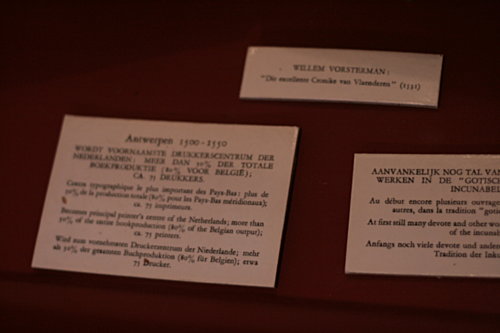 WILLEM VORSTERMAN:
"Die excellente Cronike van Vlaenderen" (1531)
Antwerpen 1500-1550
WORDT VOORNAAMSTE DRUKKERSCENTRUM DER
NEDERLANDEN: MEER DAN 50% DER TOTALE
BOEKPRODUKTIE (80% VOOR BELGIË);
CA. 75 DRUKKERS.
Centre typographique le plus important des Pays-Bas: plus de
50% de la production totale (80% pour les Pays-Bas méridionaux);
ca. 75 imprimeurs.
Becomes principal printer's centre of the Netherlands; more than
50% of the entire bookproduction (80% of the Belgian output);
ca. 75 printers.
Wird zum vornehmsten Druckerzentrum der Niederlande; mehr
als 50% der gesamten Buchproduktion (80% für Belgien); etwa
75 Drucker.
AANVANKELIJK NOG TAL VAN
WERKEN IN DE "GOTISC
INCUNABEL
Au début encore plusieurs ouvrage
autres, dans la tradition "goth
At first still many devote and other wo
of the incunab
Anfangs noch viele devote und ander
Tradition der Inku